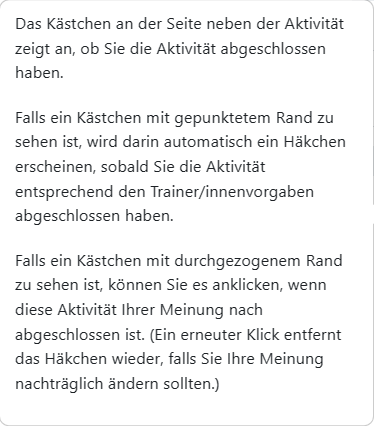 Das Kästchen an der Seite neben der Aktivität
zeigt an, ob Sie die Aktivität abgeschlossen
haben.
Falls ein Kästchen mit gepunktetem Rand zu
sehen ist, wird darin automatisch ein Häkchen
erscheinen, sobald Sie die Aktivität
entsprechend den Trainer/innenvorgaben
abgeschlossen haben.
Falls ein Kästchen mit durchgezogenem Rand
zu sehen ist, können Sie es anklicken, wenn
diese Aktivität Ihrer Meinung nach
abgeschlossen ist. (Ein erneuter Klick entfernt
das Häkchen wieder, falls Sie Ihre Meinung
nachträglich ändern sollten.)